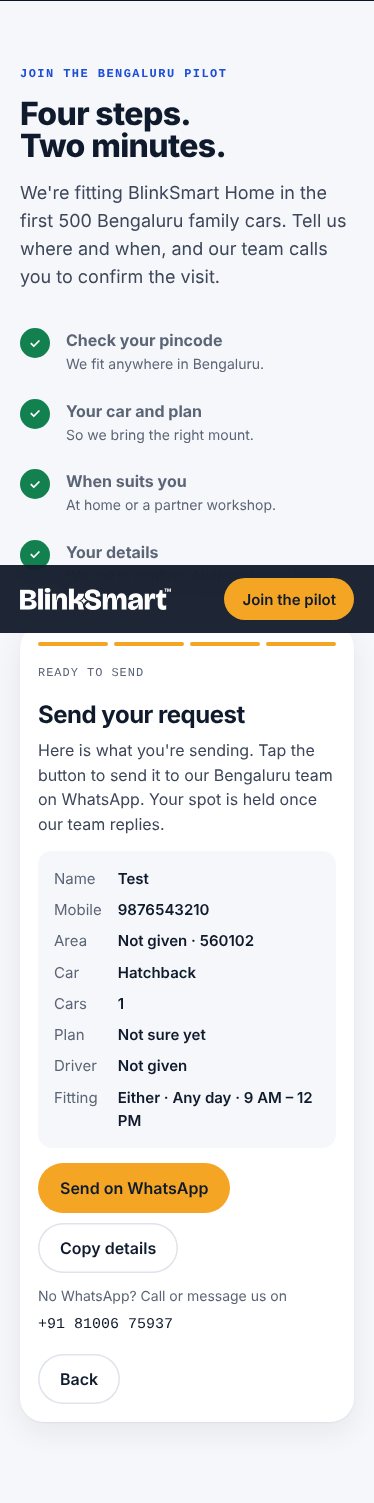 JOIN THE BENGALURU PILOT
Four steps.
Two minutes.
We're fitting BlinkSmart Home in the
first 500 Bengaluru family cars. Tell us
where and when, and our team calls
you to confirm the visit.
Check your pincode
We fit anywhere in Bengaluru.
Your car and plan
So we bring the right mount.
When suits you
At home or a partner workshop.
Your details
BlinkSmart™
Join the pilot
READY TO SEND
Send your request
Here is what you're sending. Tap the
button to send it to our Bengaluru team
on WhatsApp. Your spot is held once
our team replies.
Name Test
Mobile 9876543210
Area Not given · 560102
Car Hatchback
Cars 1
Plan Not sure yet
Driver Not given
Fitting Either · Any day · 9 AM – 12
PM
Send on WhatsApp
Copy details
No WhatsApp? Call or message us on
+91 81006 75937
Back